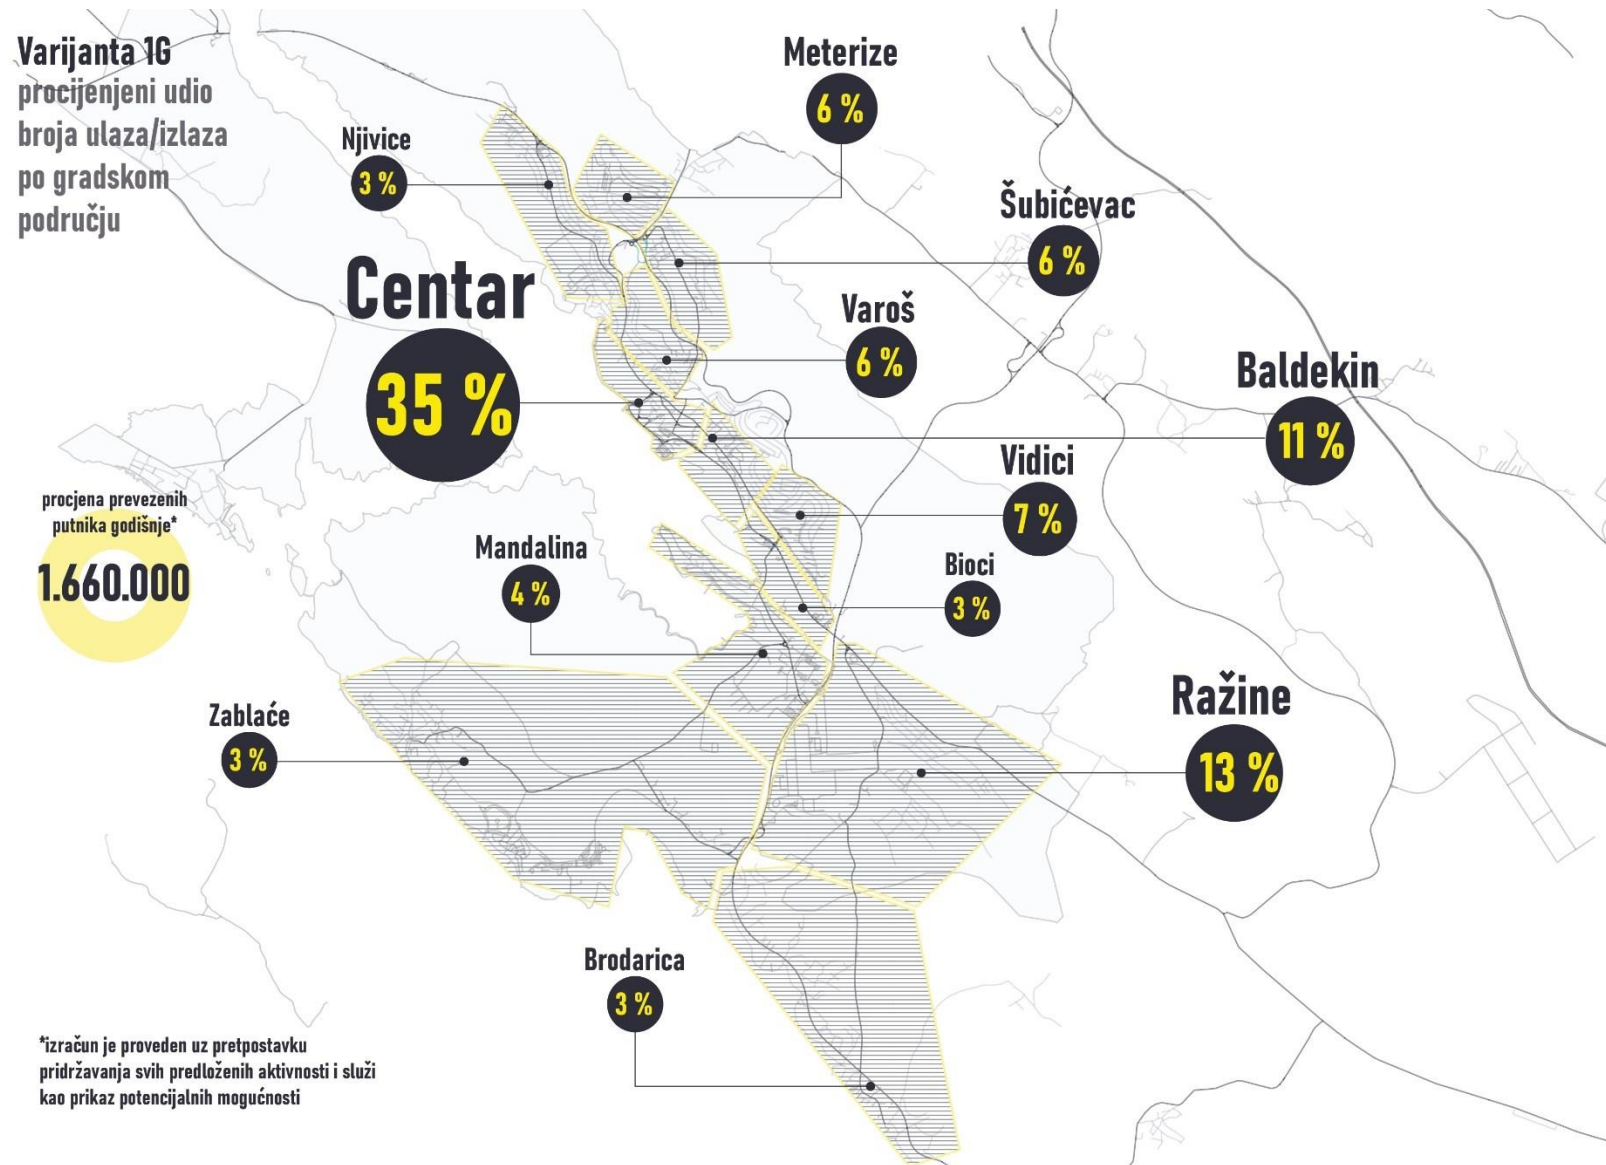 Varijanta 1G
procijenjeni udio
broja ulaza/izlaza
po gradskom
području
Meterize
6 %
Njivice
3 %
Šubićevac
6 %
Centar
35 %
Varoš
6 %
Baldekin
11 %
Vidici
7 %
procjena prevezenih
putnika godišnje*
1.660.000
Mandalina
4 %
Bioci
3 %
Ražine
13 %
Zablaće
3 %
Brodarica
3 %
*izračun je proveden uz pretpostavku
pridržavanja svih predloženih aktivnosti i služi
kao prikaz potencijalnih mogućnosti